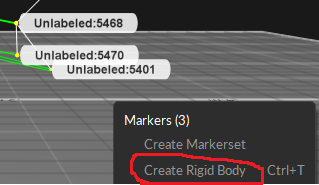 Unlabeled:5468
Unlabeled:5470
Unlabeled:5401
Markers (3)
Create Markerset
Create Rigid Body Ctrl+T